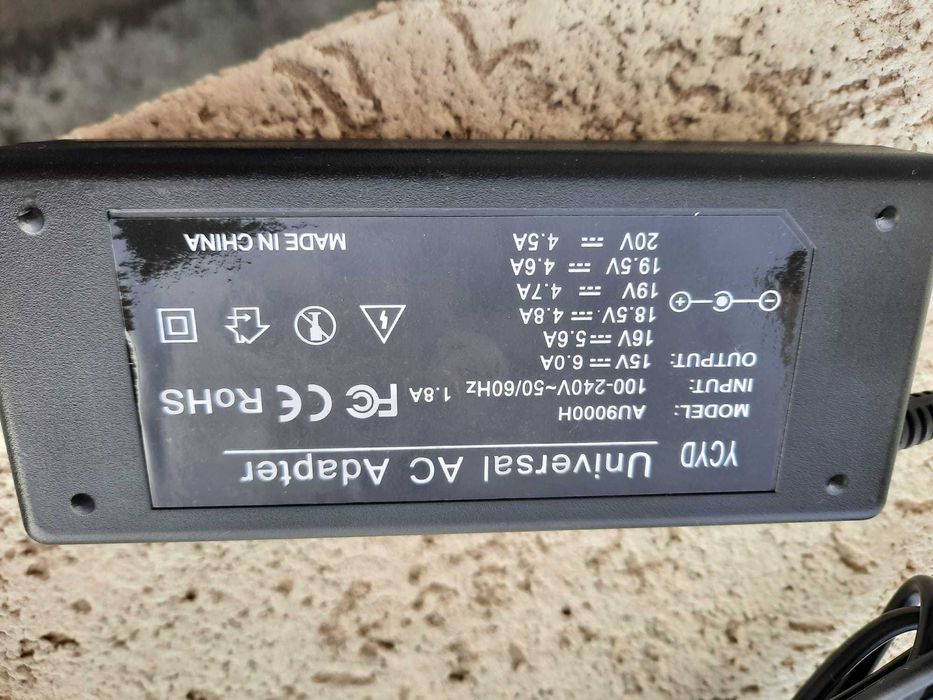 YCYD Universal AC Adapter
MODEL: AU9000H
INPUT: 100-240V~50/60Hz 1.8A
OUTPUT: 15V⎓6.0A
16V⎓5.6A
18.5V⎓4.8A
19V⎓4.7A
19.5V⎓4.6A
20V⎓4.5A
FC CE RoHS
MADE IN CHINA